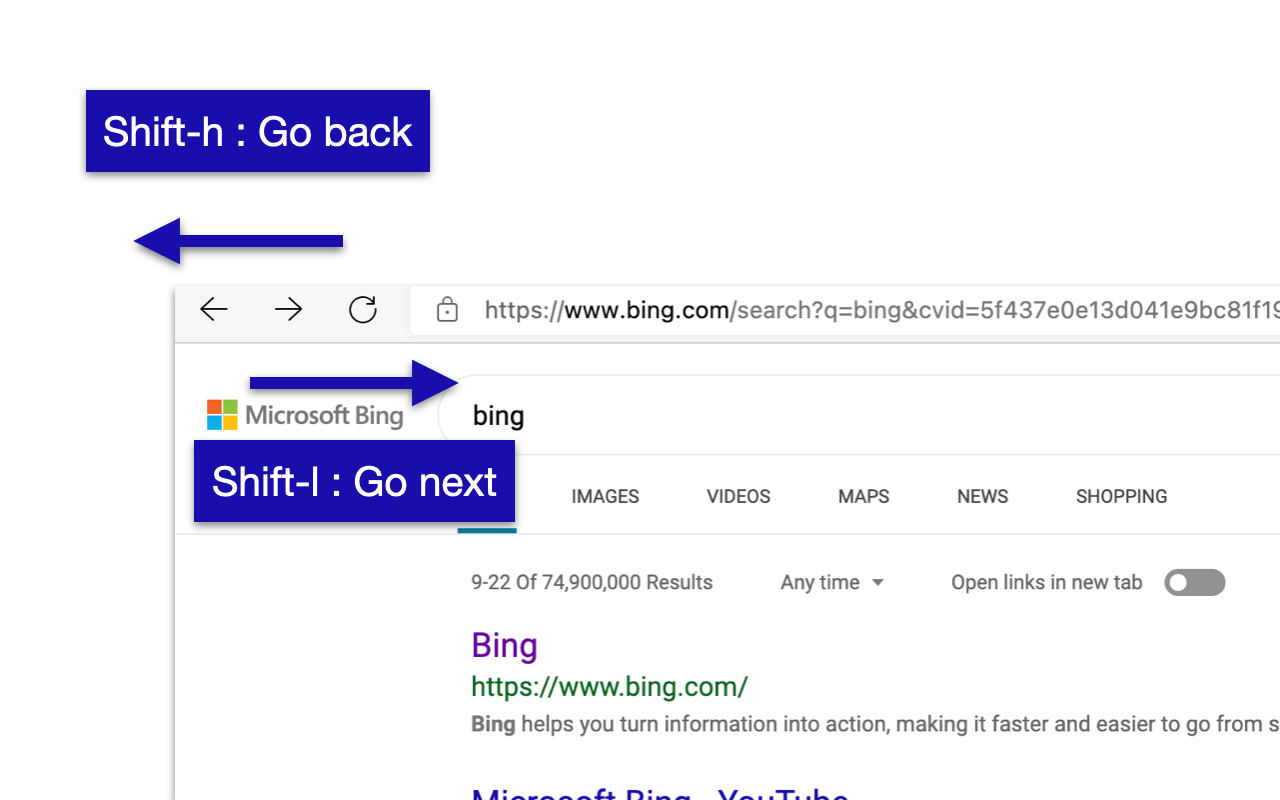 Shift-h : Go back
https://www.bing.com/search?q=bing&cvid=5f437e0e13d041e9bc81f19
Microsoft Bing
bing
Shift-l : Go next
IMAGES VIDEOS MAPS NEWS SHOPPING
9-22 Of 74,900,000 Results Any time Open links in new tab
Bing
https://www.bing.com/
Bing helps you turn information into action, making it faster and easier to go from s
Microsoft Bing - YouTube